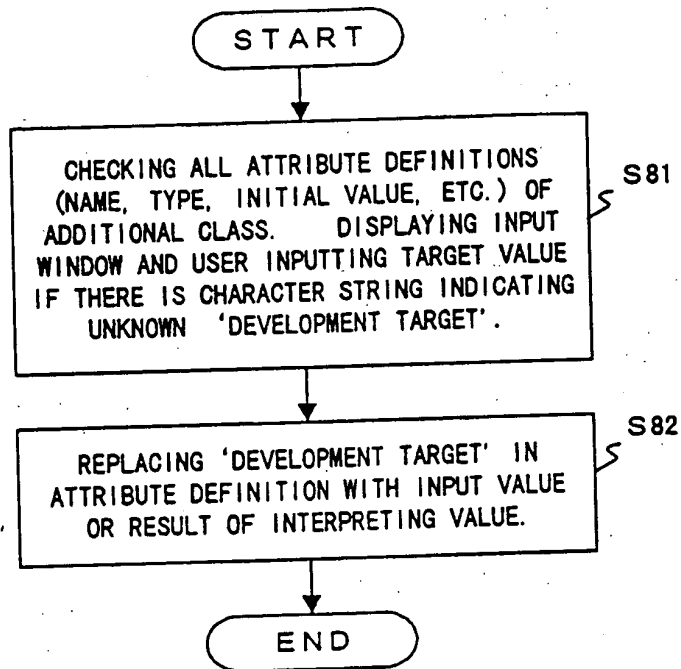 START
CHECKING ALL ATTRIBUTE DEFINITIONS
(NAME, TYPE, INITIAL VALUE, ETC.) OF
ADDITIONAL CLASS. DISPLAYING INPUT
WINDOW AND USER INPUTTING TARGET VALUE
IF THERE IS CHARACTER STRING INDICATING
UNKNOWN 'DEVELOPMENT TARGET'.
S81
REPLACING 'DEVELOPMENT TARGET' IN
ATTRIBUTE DEFINITION WITH INPUT VALUE
OR RESULT OF INTERPRETING VALUE.
S82
END